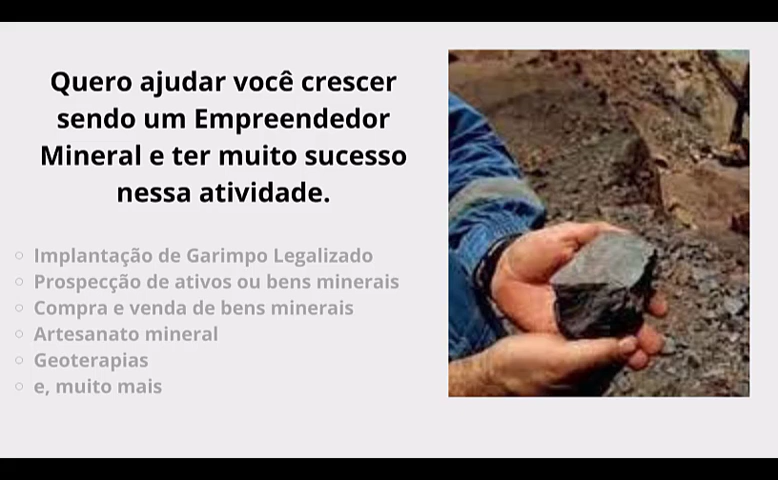 Quero ajudar você crescer
sendo um Empreendedor
Mineral e ter muito sucesso
nessa atividade.
Implantação de Garimpo Legalizado
Prospecção de ativos ou bens minerais
Compra e venda de bens minerais
Artesanato mineral
Geoterapias
e, muito mais